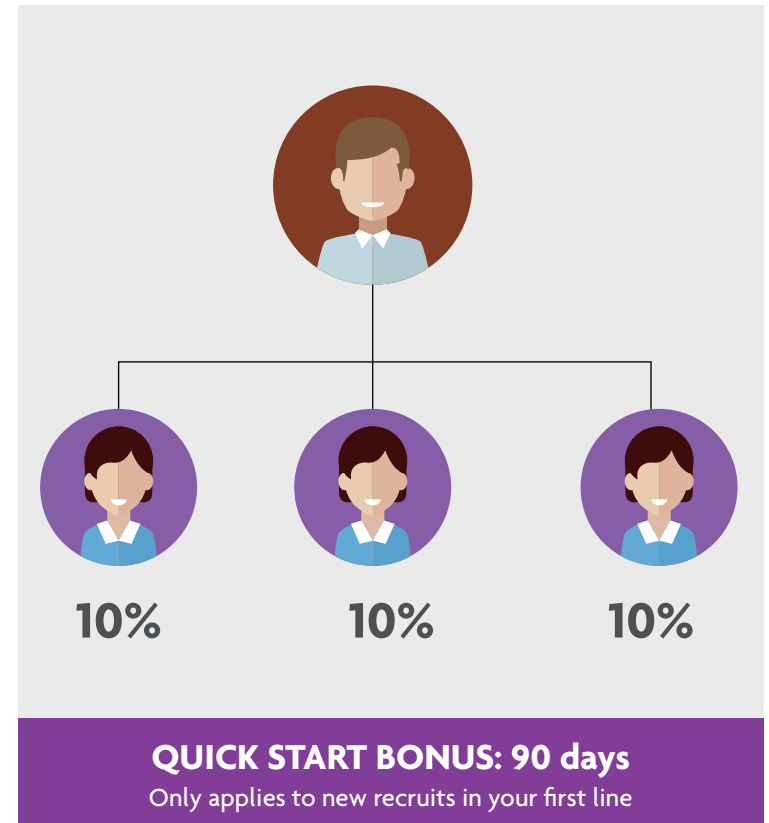 10% 10% 10%
QUICK START BONUS: 90 days
Only applies to new recruits in your first line